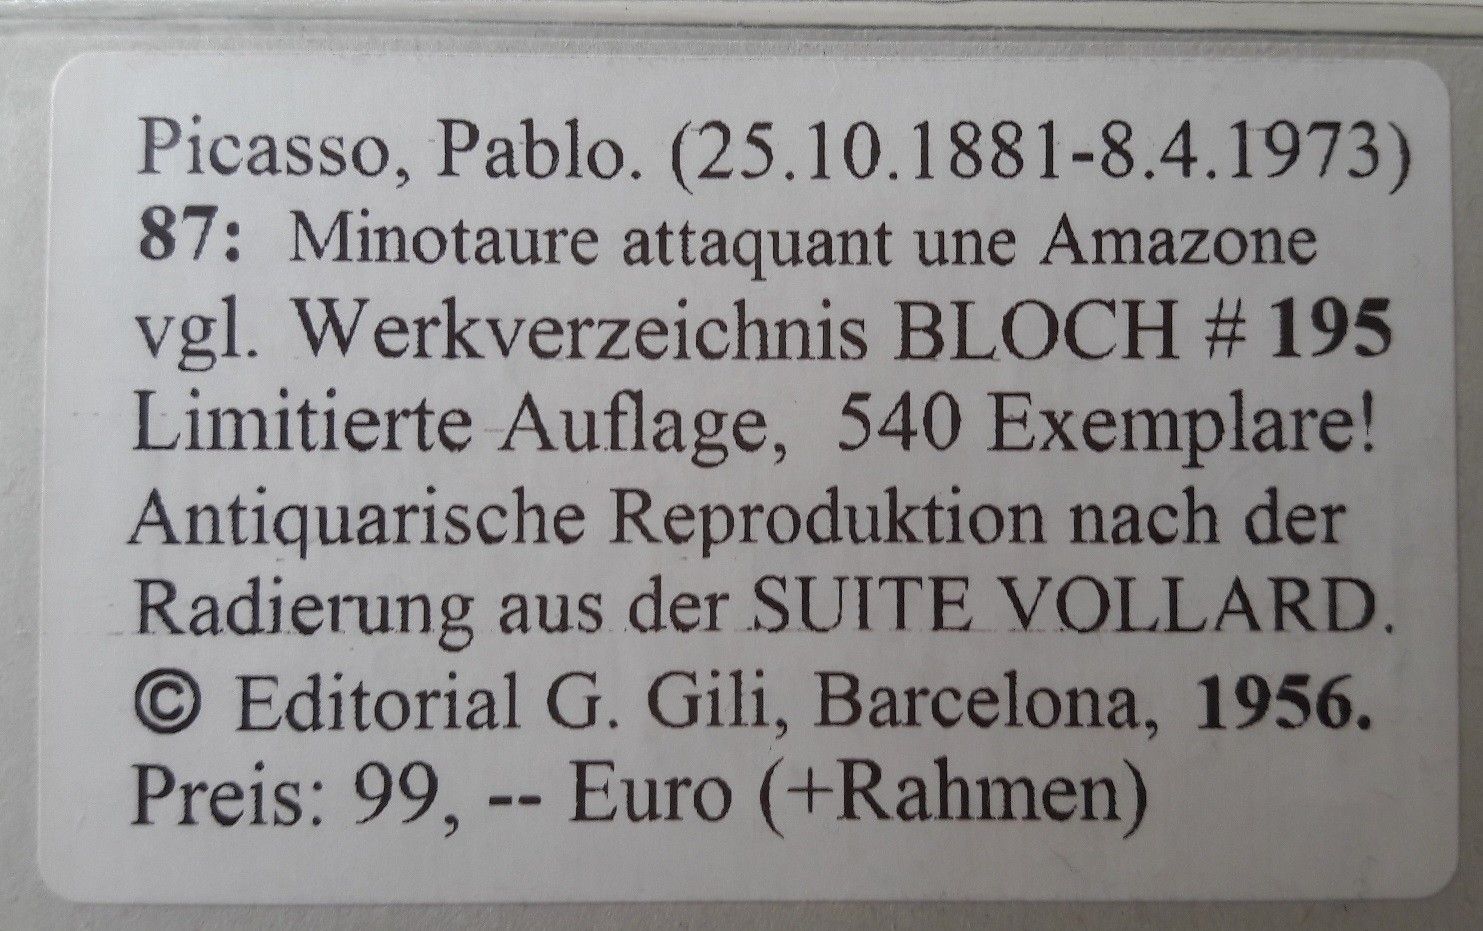 Picasso, Pablo. (25.10.1881-8.4.1973)
87: Minotaure attaquant une Amazone
vgl. Werkverzeichnis BLOCH # 195
Limitierte Auflage, 540 Exemplare!
Antiquarische Reproduktion nach der
Radierung aus der SUITE VOLLARD.
© Editorial G. Gili, Barcelona, 1956.
Preis: 99, -- Euro (+Rahmen)